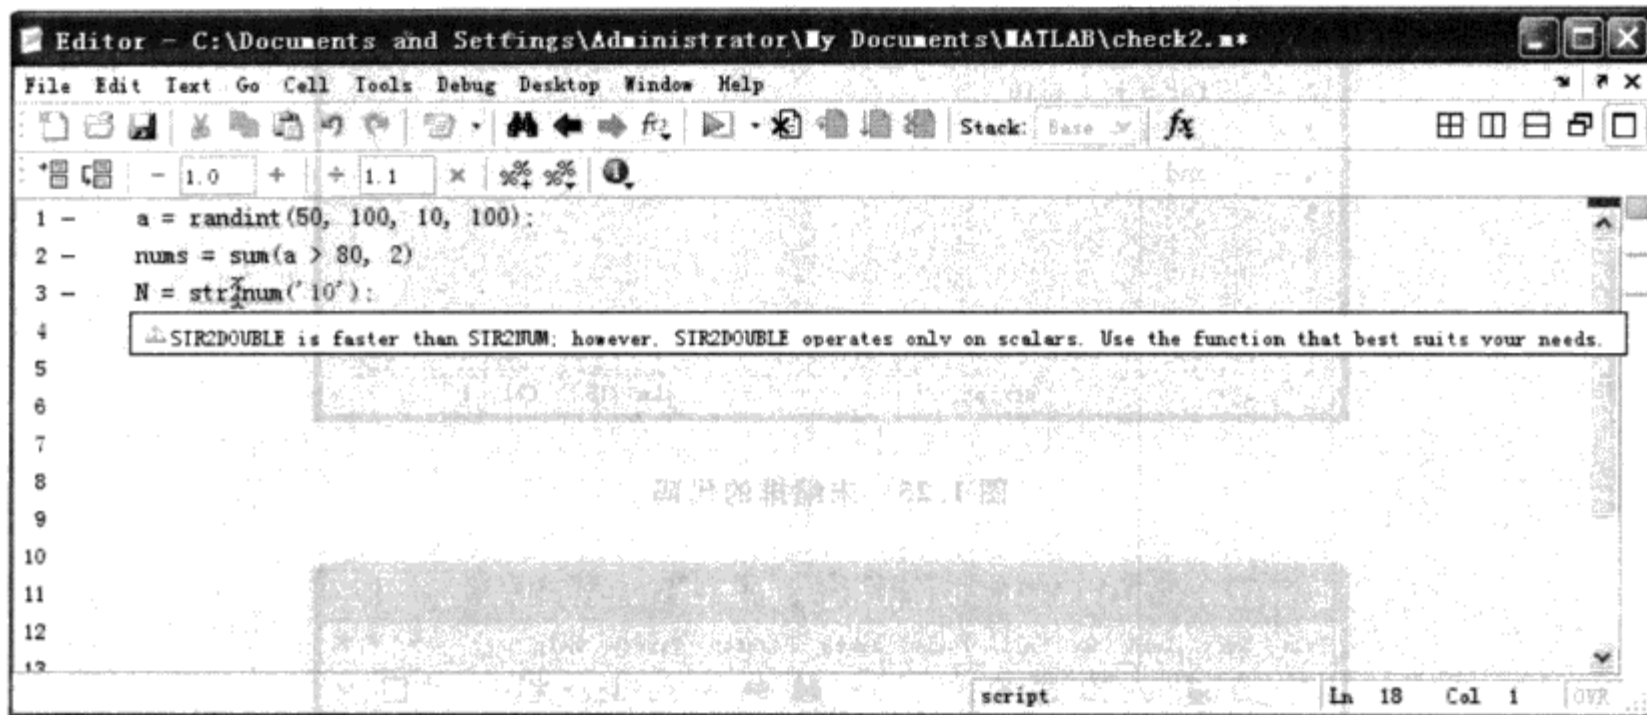 Editor - C:\Documents and Settings\Administrator\My Documents\MATLAB\check2.m*
File Edit Text Go Cell Tools Debug Desktop Window Help
Stack: Base fx
- 1.0 + ÷ 1.1 ×
1 - a = randint(50, 100, 10, 100);
2 - nums = sum(a > 80, 2)
3 - N = str2num('10');
4 STR2DOUBLE is faster than STR2NUM; however, STR2DOUBLE operates only on scalars. Use the function that best suits your needs.
5
6
7
8
9
10
11
12
13
script Ln 18 Col 1 OVR